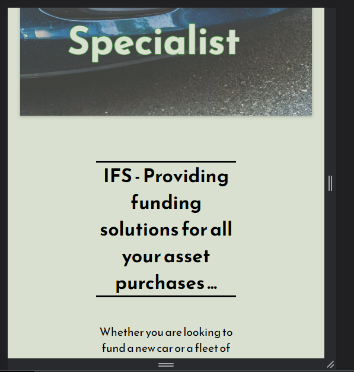 Specialist
IFS - Providing
funding
solutions for all
your asset
purchases...
Whether you are looking to
fund a new car or a fleet of